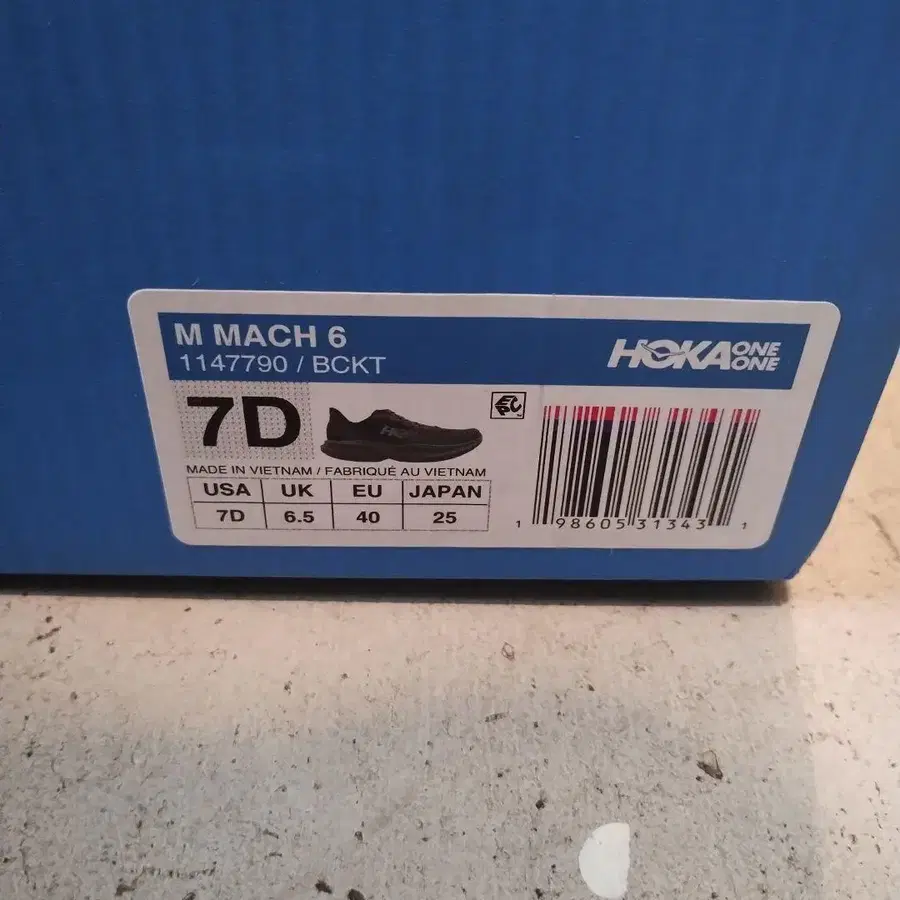 M MACH 6
1147790 / BCKT
HOKA ONE ONE
7D
EPC
MADE IN VIETNAM / FABRIQUÉ AU VIETNAM
USA UK EU JAPAN
7D 6.5 40 25
1 98605 31343 1